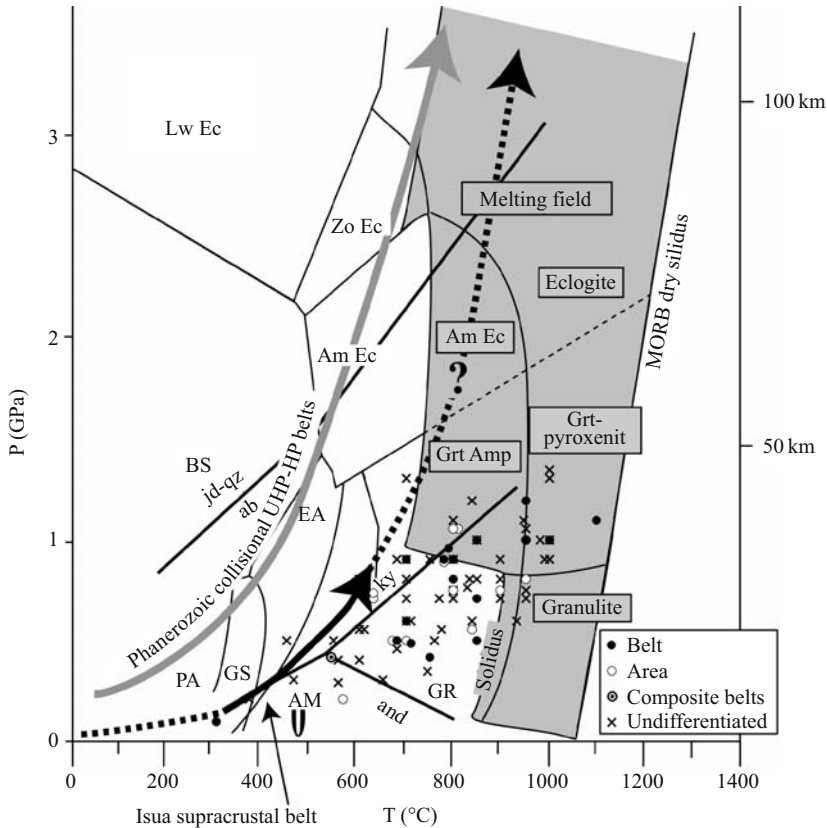 3
2
1
0
P (GPa)
100 km
50 km
Lw Ec
Zo Ec
Melting field
Eclogite
MORB dry silidus
Am Ec
Am Ec
?
Grt-
pyroxenit
Grt Amp
BS
jd-qz
ab
Phanerozoic collisional UHP-HP belts
EA
ky
Granulite
PA
GS
AM
GR
and
Solidus
Belt
Area
Composite belts
Undifferentiated
0
200
400
600
800
1000
1200
1400
Isua supracrustal belt
T (°C)